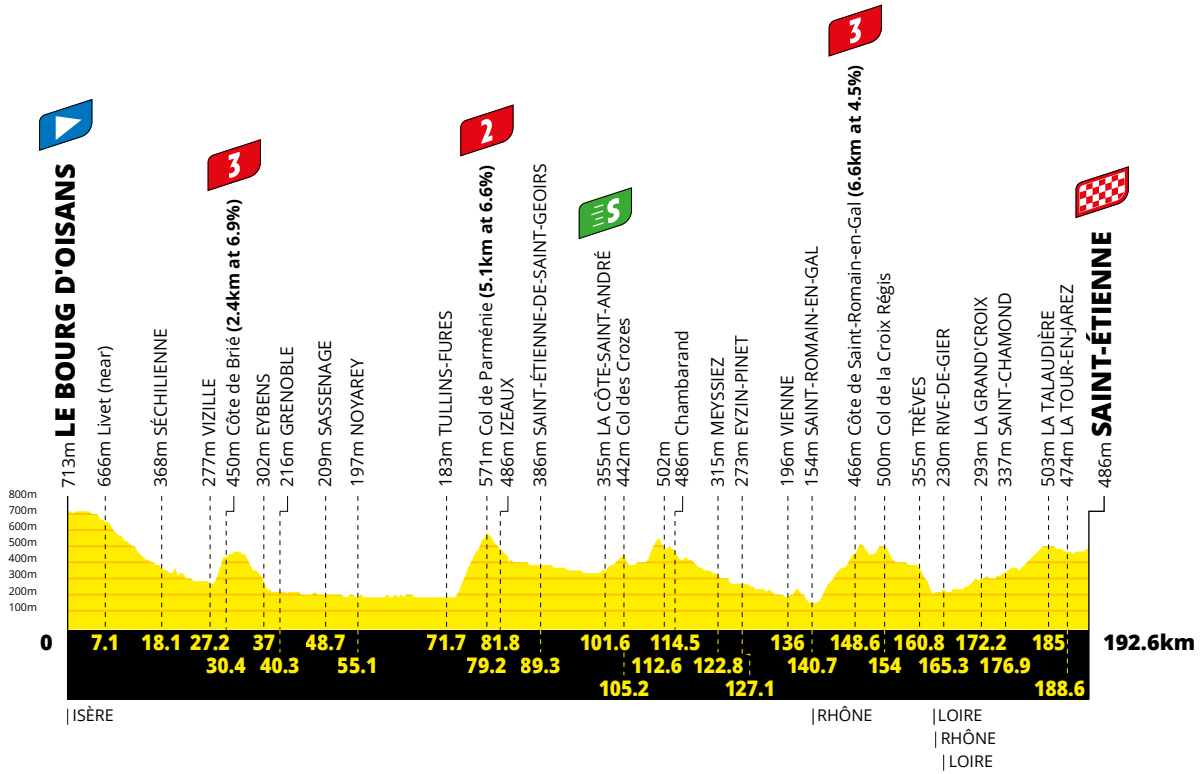 3
2
3
S
713m LE BOURG D'OISANS
666m Livet (near)
368m SÉCHILIENNE
277m VIZILLE
450m Côte de Brié (2.4km at 6.9%)
302m EYBENS
216m GRENOBLE
209m SASSENAGE
197m NOYAREY
183m TULLINS-FURES
571m Col de Parménie (5.1km at 6.6%)
486m IZEAUX
386m SAINT-ÉTIENNE-DE-SAINT-GEOIRS
355m LA CÔTE-SAINT-ANDRÉ
442m Col des Crozes
502m
486m Chambarand
315m MEYSSIEZ
273m EYZIN-PINET
196m VIENNE
154m SAINT-ROMAIN-EN-GAL
466m Côte de Saint-Romain-en-Gal (6.6km at 4.5%)
500m Col de la Croix Régis
355m TRÈVES
230m RIVE-DE-GIER
293m LA GRAND'CROIX
337m SAINT-CHAMOND
503m LA TALAUDIÈRE
474m LA TOUR-EN-JAREZ
486m SAINT-ÉTIENNE
800m
700m
600m
500m
400m
300m
200m
100m
0 7.1 18.1 27.2 37 48.7 71.7 81.8 101.6 114.5 136 148.6 160.8 172.2 185 192.6km
30.4 40.3 55.1 79.2 89.3 112.6 122.8 140.7 154 165.3 176.9
105.2 127.1 188.6
|ISÈRE |RHÔNE |LOIRE
|RHÔNE
|LOIRE